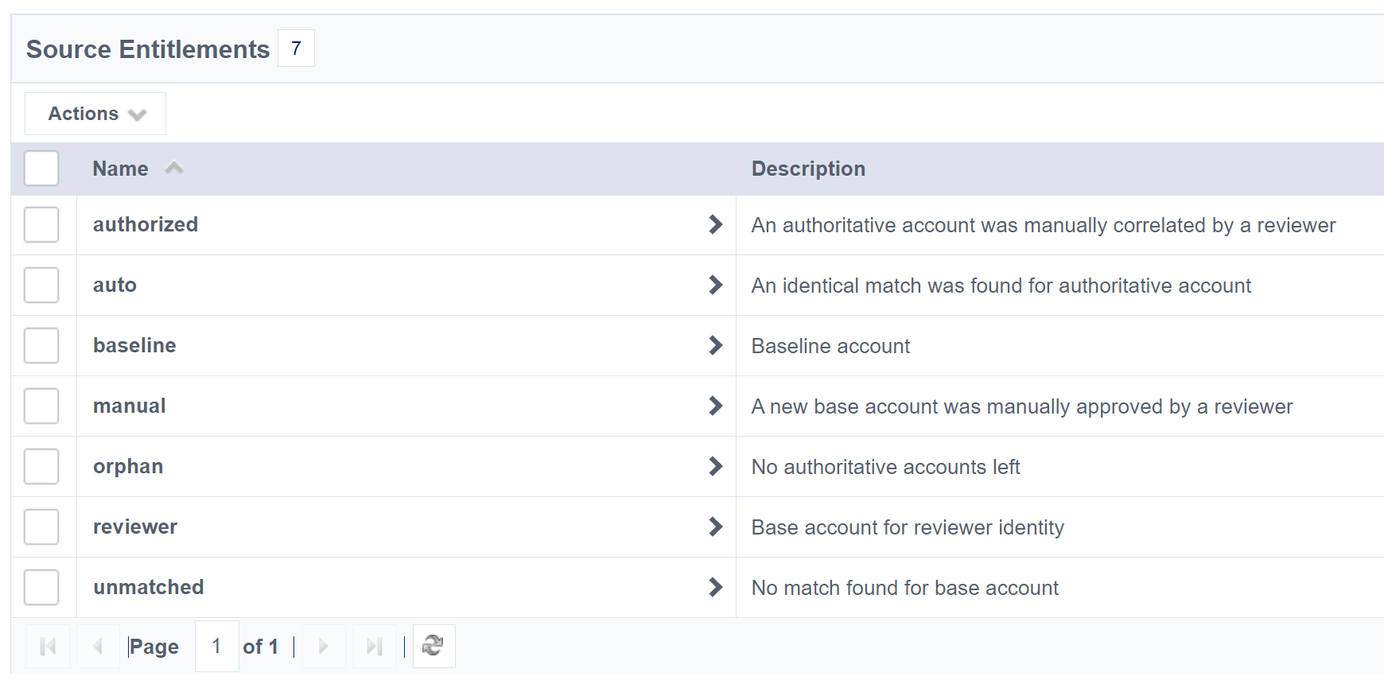 Source Entitlements 7
Actions
Name Description
authorized An authoritative account was manually correlated by a reviewer
auto An identical match was found for authoritative account
baseline Baseline account
manual A new base account was manually approved by a reviewer
orphan No authoritative accounts left
reviewer Base account for reviewer identity
unmatched No match found for base account
Page 1 of 1